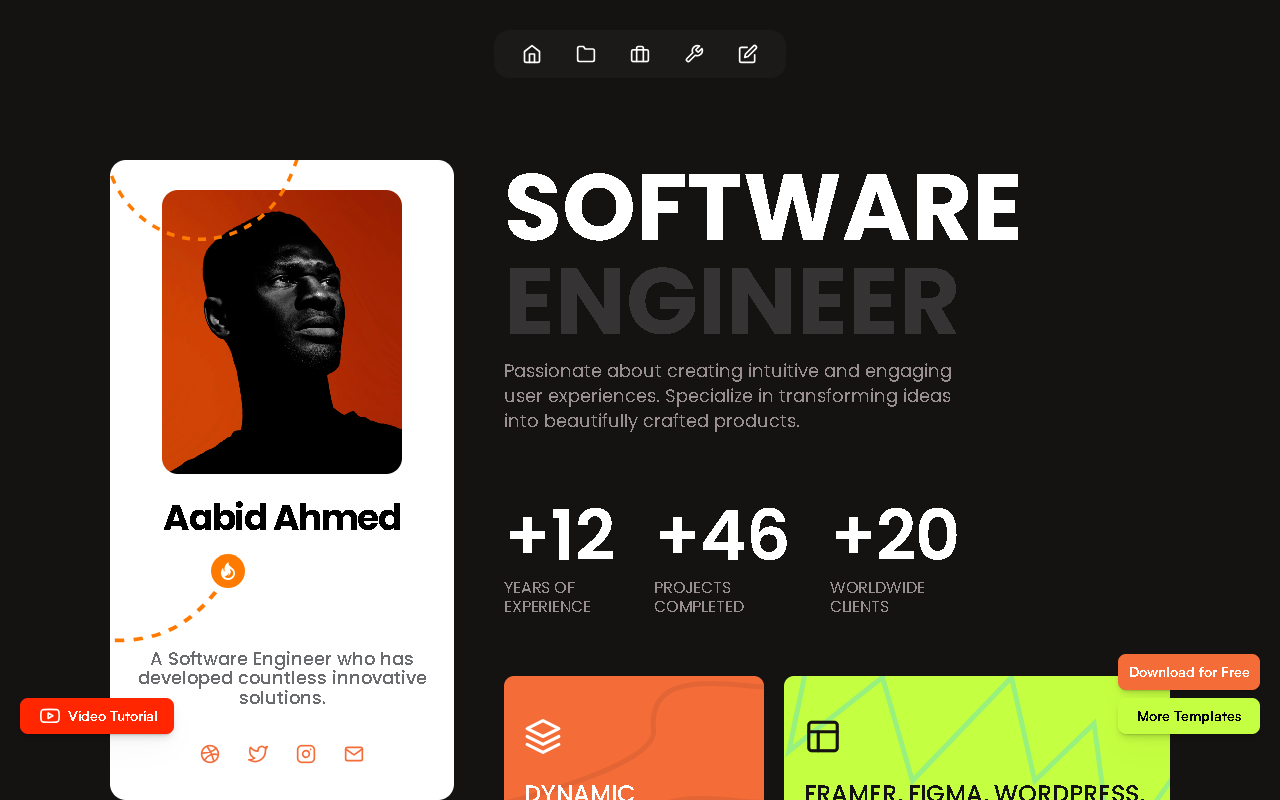 SOFTWARE
ENGINEER
Passionate about creating intuitive and engaging
user experiences. Specialize in transforming ideas
into beautifully crafted products.
Aabid Ahmed
+12
YEARS OF
EXPERIENCE
+46
PROJECTS
COMPLETED
+20
WORLDWIDE
CLIENTS
A Software Engineer who has
developed countless innovative
solutions.
Video Tutorial
Download for Free
More Templates
DYNAMIC
FRAMER, FIGMA, WORDPRESS,